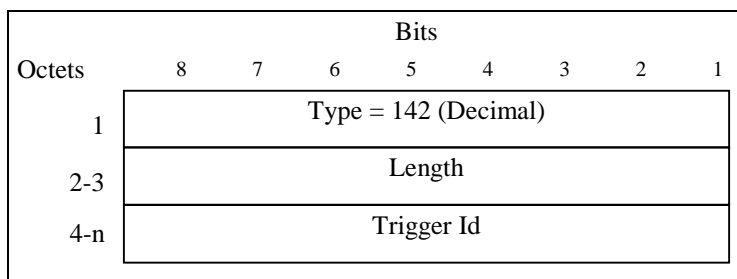 Bits
Octets 8 7 6 5 4 3 2 1
1 Type = 142 (Decimal)
2-3 Length
4-n Trigger Id